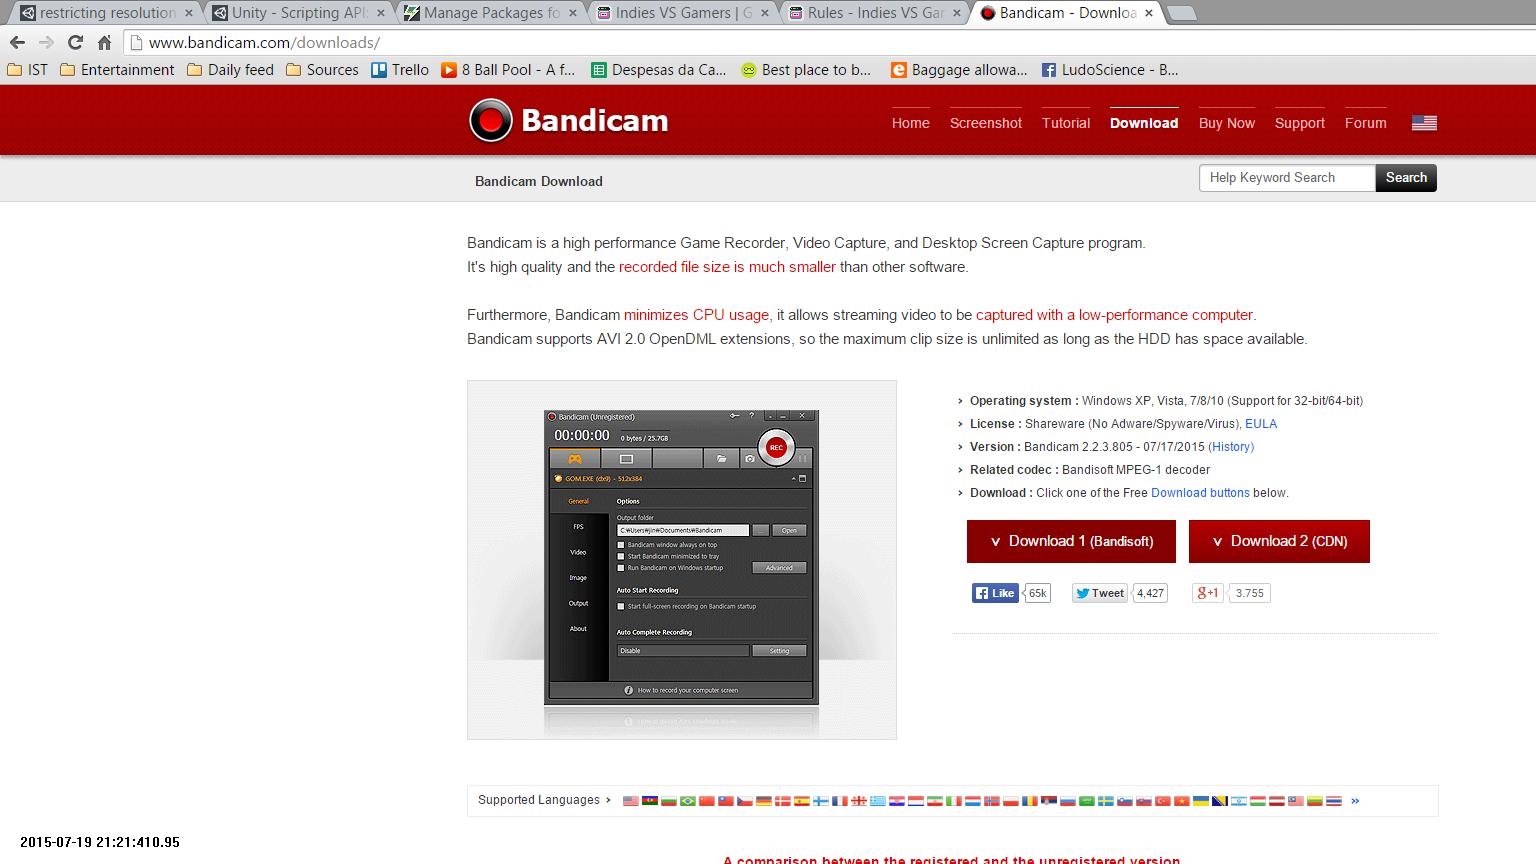 restricting resolution
Unity - Scripting API:
Manage Packages fo
Indies VS Gamers | G
Rules - Indies VS Gar
Bandicam - Downloa
www.bandicam.com/downloads/
IST
Entertainment
Daily feed
Sources
Trello
8 Ball Pool - A f...
Despesas da Ca...
Best place to b...
Baggage allowa...
LudoScience - B...
Bandicam
Home
Screenshot
Tutorial
Download
Buy Now
Support
Forum
Bandicam Download
Help Keyword Search
Search
Bandicam is a high performance Game Recorder, Video Capture, and Desktop Screen Capture program.
It's high quality and the recorded file size is much smaller than other software.
Furthermore, Bandicam minimizes CPU usage, it allows streaming video to be captured with a low-performance computer.
Bandicam supports AVI 2.0 OpenDML extensions, so the maximum clip size is unlimited as long as the HDD has space available.
Bandicam (Unregistered)
00:00:00
0 bytes / 25.7GB
REC
GOM.EXE (dx9) - 512x384
General
FPS
Video
Image
Output
About
Options
Output folder
C:₩Users₩jin₩Documents₩Bandicam
...
Open
Bandicam window always on top
Start Bandicam minimized to tray
Run Bandicam on Windows startup
Advanced
Auto Start Recording
Start full-screen recording on Bandicam startup
Auto Complete Recording
Disable
Setting
How to record your computer screen
Operating system : Windows XP, Vista, 7/8/10 (Support for 32-bit/64-bit)
License : Shareware (No Adware/Spyware/Virus), EULA
Version : Bandicam 2.2.3.805 - 07/17/2015 (History)
Related codec : Bandisoft MPEG-1 decoder
Download : Click one of the Free Download buttons below.
Download 1 (Bandisoft)
Download 2 (CDN)
Like
65k
Tweet
4,427
g+1
3.755
Supported Languages
2015-07-19 21:21:410.95
A comparison between the registered and the unregistered version